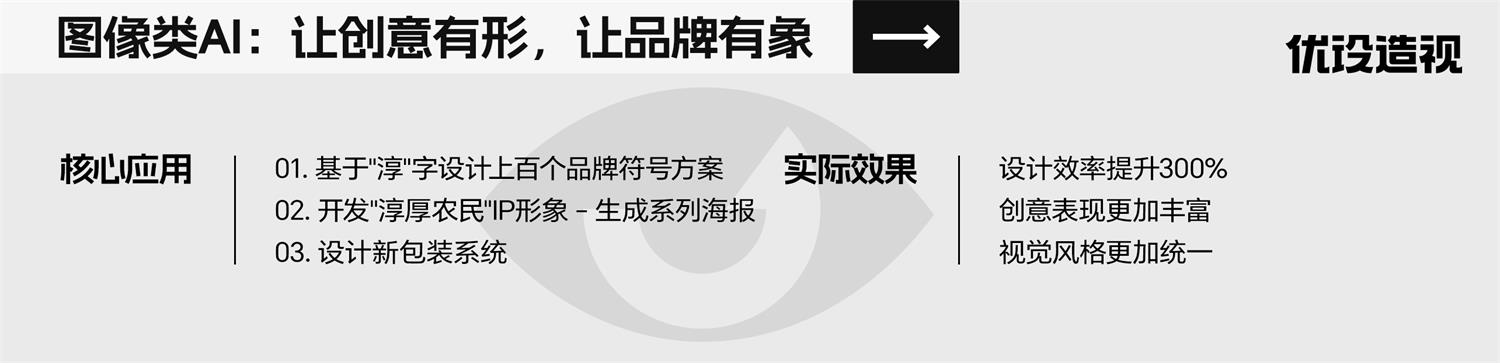 图像类AI：让创意有形，让品牌有象
优设造视
核心应用
01. 基于"淳"字设计上百个品牌符号方案
02. 开发"淳厚农民"IP形象 – 生成系列海报
03. 设计新包装系统
实际效果
设计效率提升300%
创意表现更加丰富
视觉风格更加统一